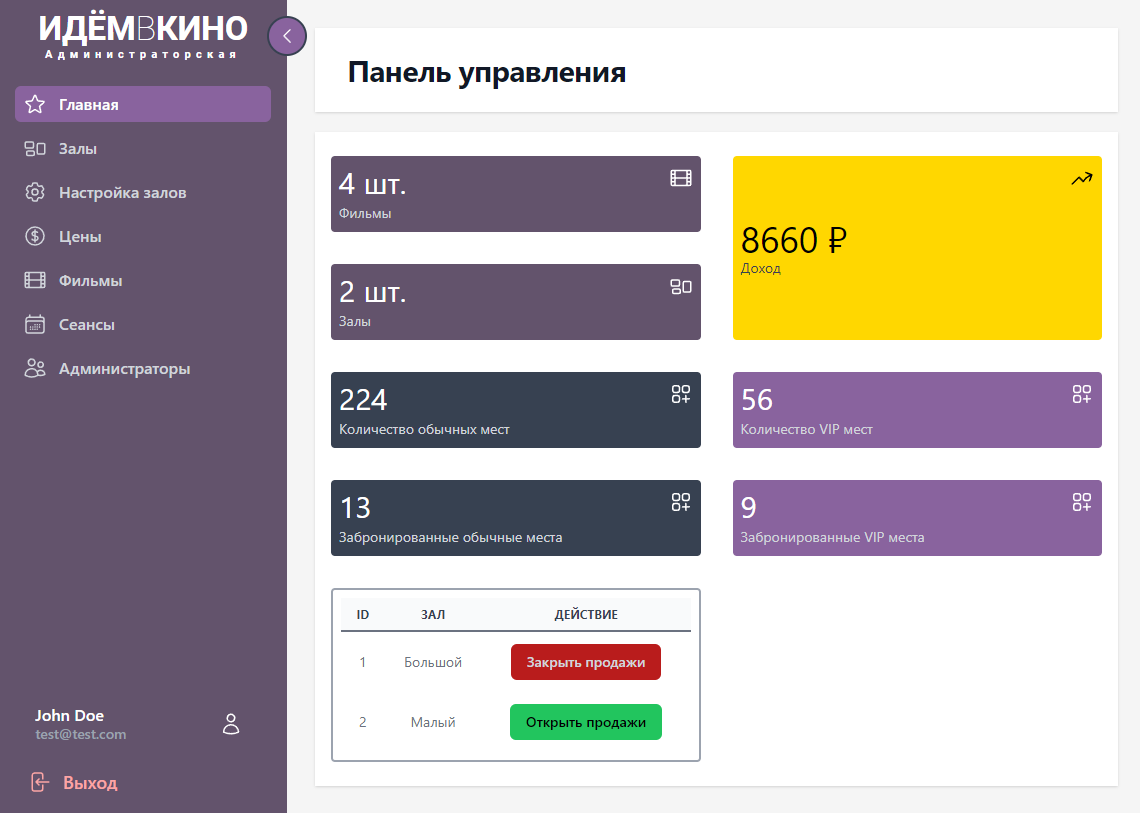 ИДЁМВКИНО
Администраторская
Главная
Залы
Настройка залов
Цены
Фильмы
Сеансы
Администраторы
John Doe
test@test.com
Выход
Панель управления
4 шт.
Фильмы
8660 ₽
Доход
2 шт.
Залы
224
Количество обычных мест
56
Количество VIP мест
13
Забронированные обычные места
9
Забронированные VIP места
ID ЗАЛ ДЕЙСТВИЕ
1 Большой Закрыть продажи
2 Малый Открыть продажи